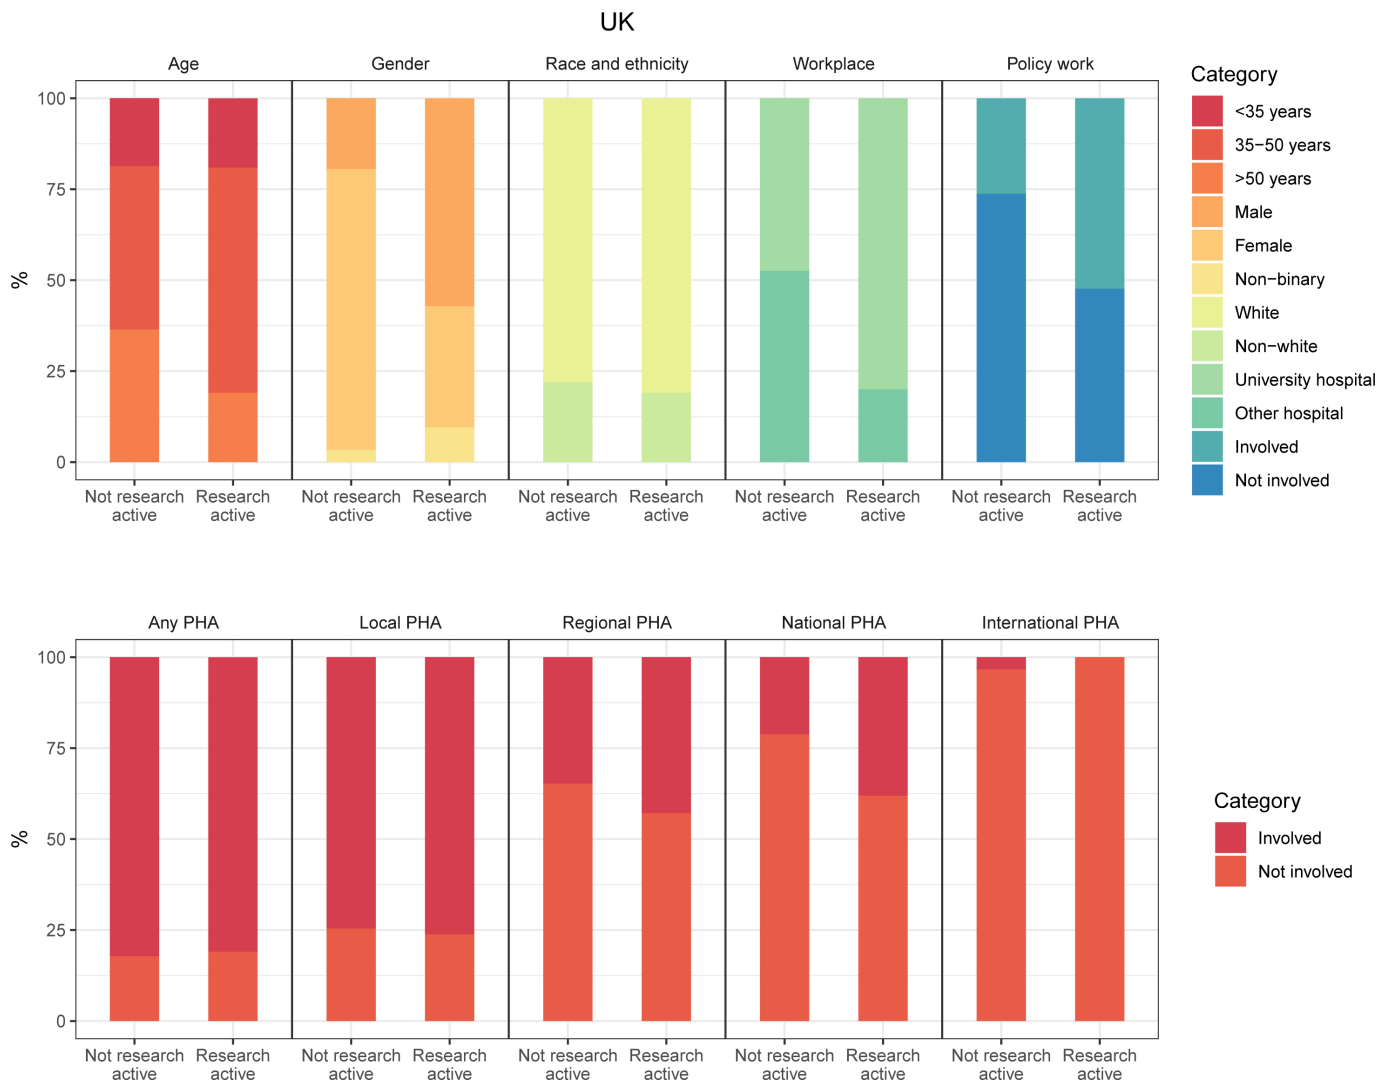 UK
Age Gender Race and ethnicity Workplace Policy work
%
100
75
50
25
0
Not research Research Not research Research Not research Research Not research Research Not research Research
active active active active active active active active active active
Category
<35 years
35−50 years
>50 years
Male
Female
Non−binary
White
Non−white
University hospital
Other hospital
Involved
Not involved
Any PHA Local PHA Regional PHA National PHA International PHA
%
100
75
50
25
0
Not research Research Not research Research Not research Research Not research Research Not research Research
active active active active active active active active active active
Category
Involved
Not involved